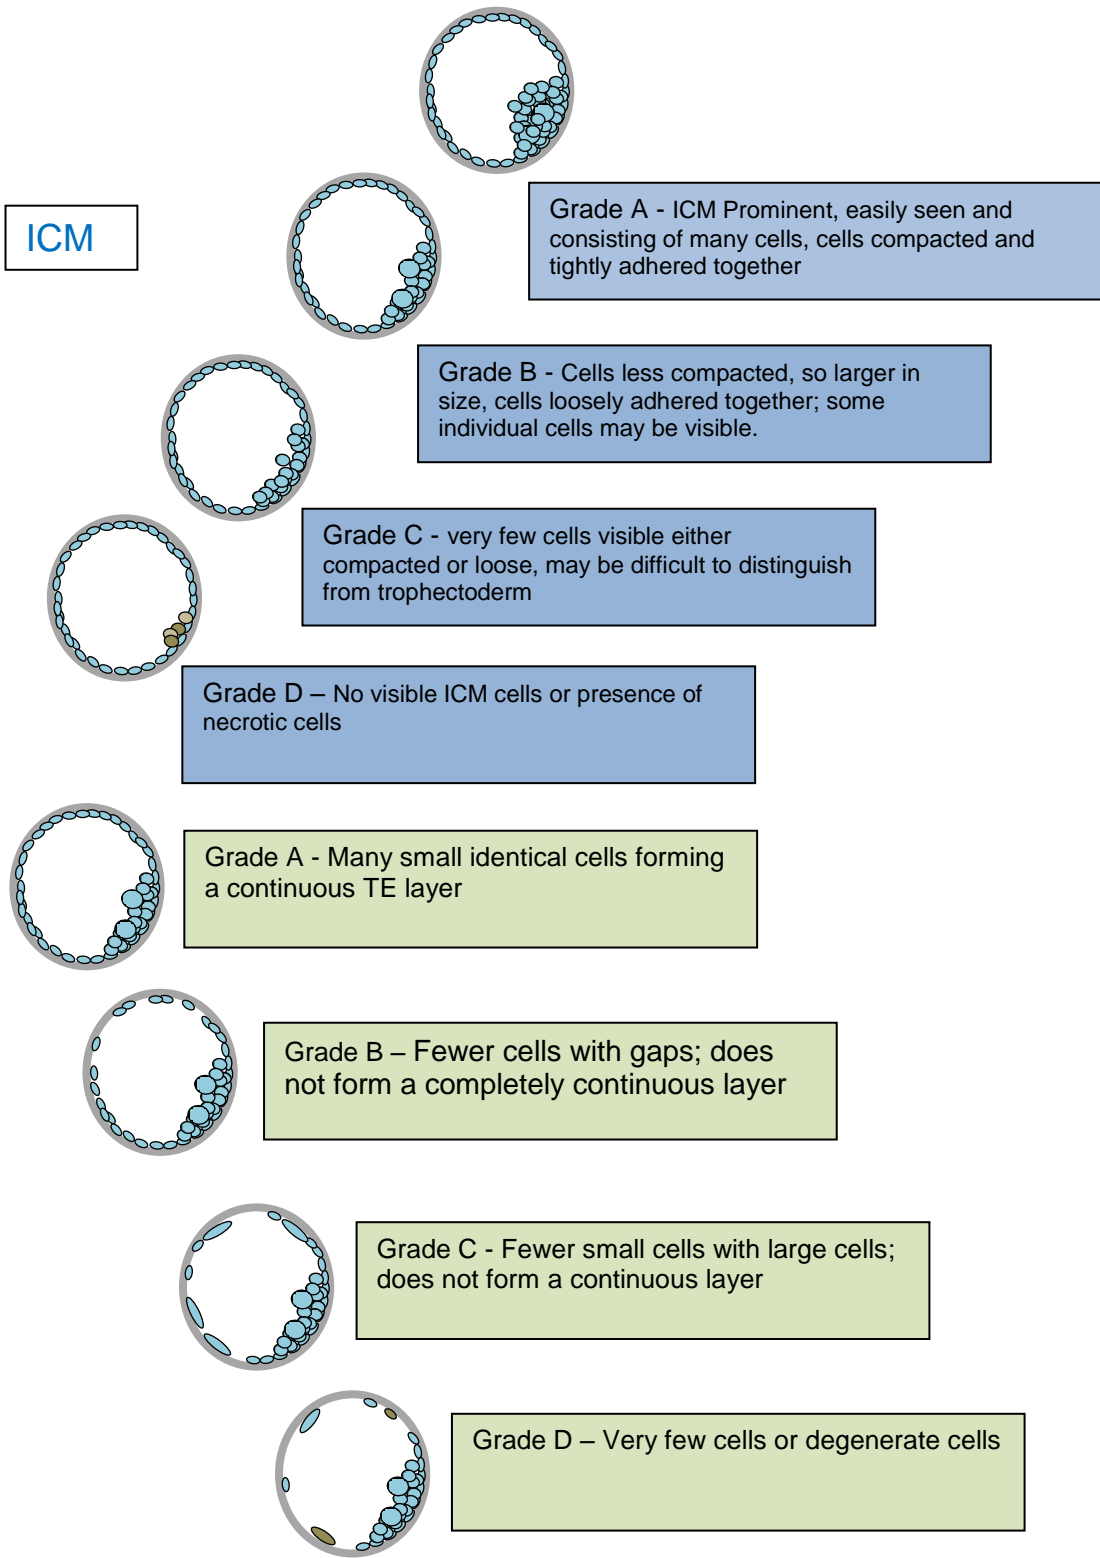 ICM
Grade A - ICM Prominent, easily seen and
consisting of many cells, cells compacted and
tightly adhered together
Grade B - Cells less compacted, so larger in
size, cells loosely adhered together; some
individual cells may be visible.
Grade C - very few cells visible either
compacted or loose, may be difficult to distinguish
from trophectoderm
Grade D – No visible ICM cells or presence of
necrotic cells
Grade A - Many small identical cells forming
a continuous TE layer
Grade B – Fewer cells with gaps; does
not form a completely continuous layer
Grade C - Fewer small cells with large cells;
does not form a continuous layer
Grade D – Very few cells or degenerate cells